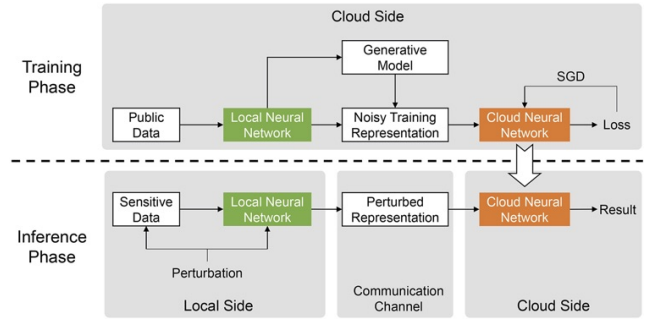 Cloud Side
Training
Phase
Generative
Model
SGD
Public
Data
Local Neural
Network
Noisy Training
Representation
Cloud Neural
Network
Loss
Inference
Phase
Sensitive
Data
Local Neural
Network
Perturbed
Representation
Cloud Neural
Network
Result
Perturbation
Local Side
Communication
Channel
Cloud Side